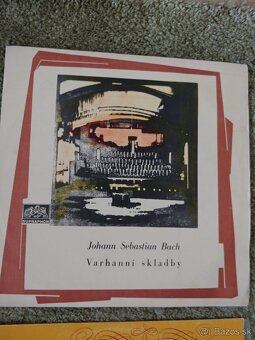 SUPRAPHON
Johann Sebastian Bach
Varhanní skladby
bazos.sk